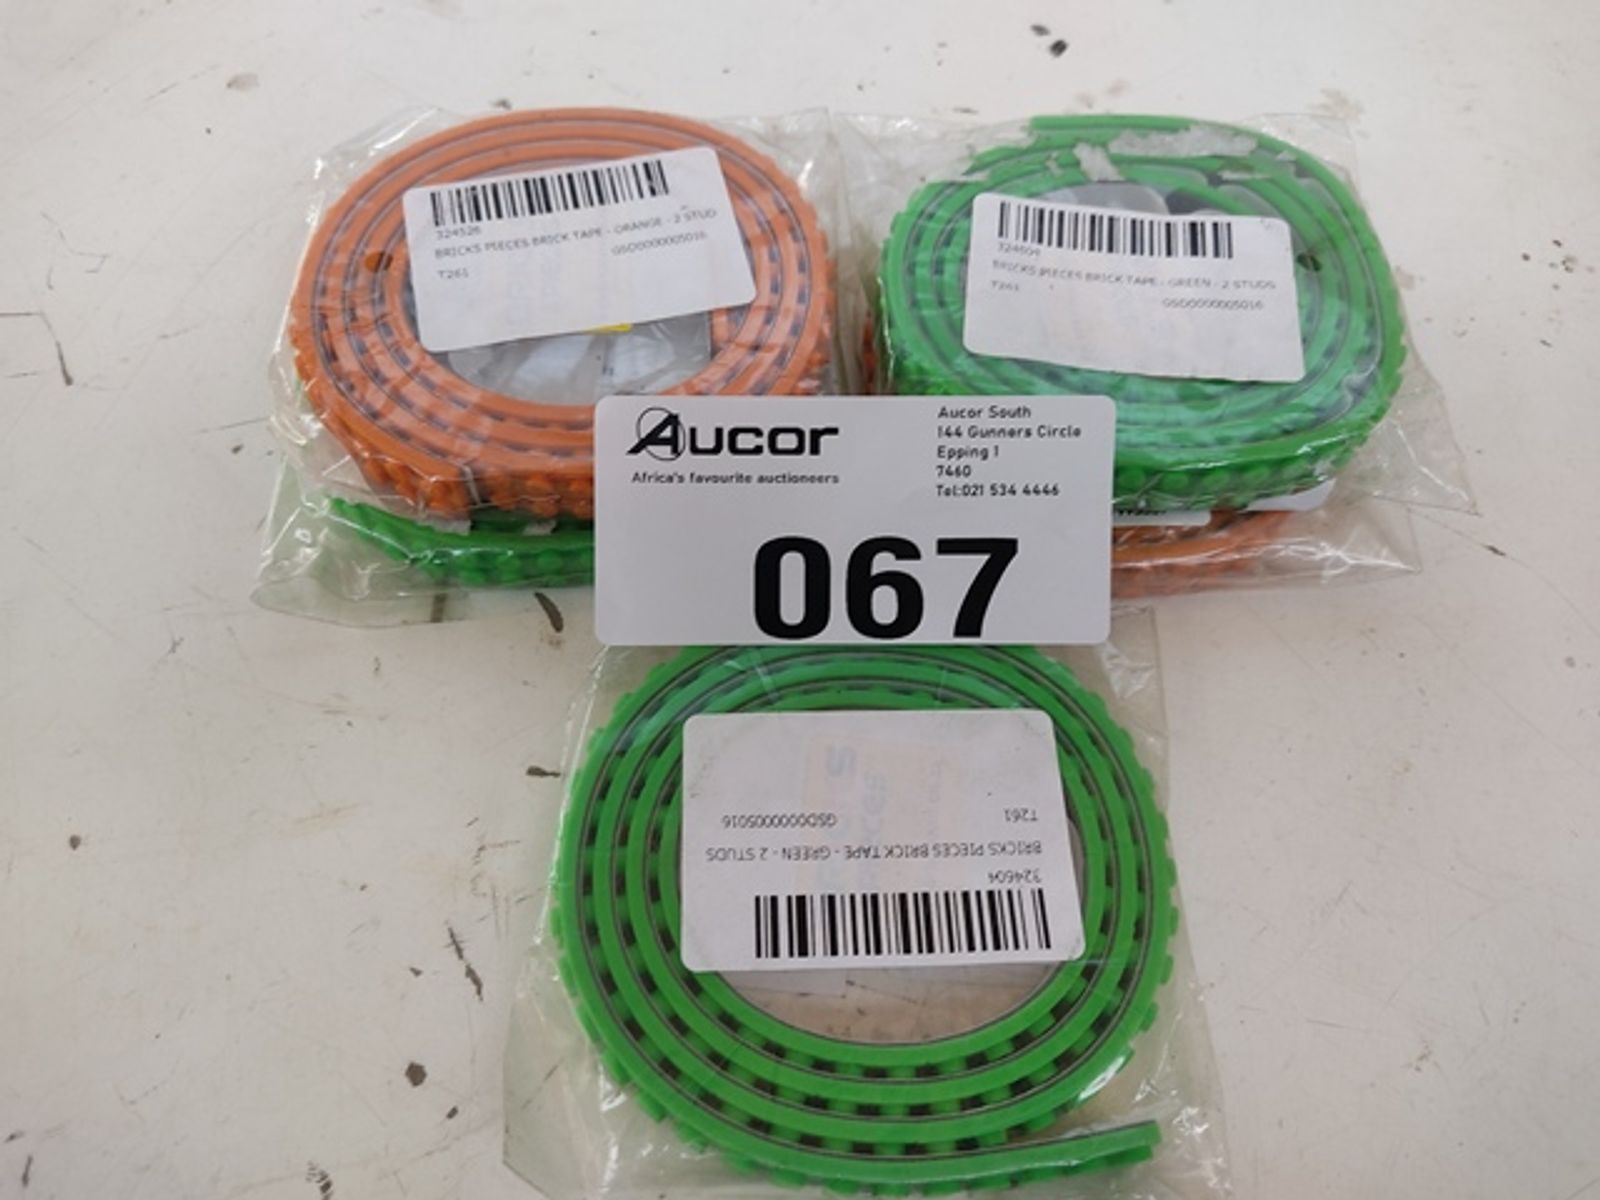 324526
BRICKS PIECES BRICK TAPE - ORANGE - 2 STUD
T261 GSD0000005016
324604
BRICKS PIECES BRICK TAPE - GREEN - 2 STUDS
T261 GSD0000005016
Aucor
Africa's favourite auctioneers
Aucor South
144 Gunners Circle
Epping 1
7460
Tel:021 534 4446
067
324604
BRICKS PIECES BRICK TAPE - GREEN - 2 STUDS
T261 GSD0000005016